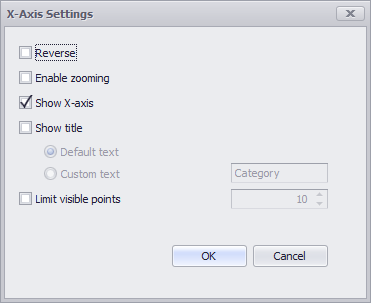 X-Axis Settings
Reverse
Enable zooming
Show X-axis
Show title
Default text
Custom text Category
Limit visible points 10
OK Cancel